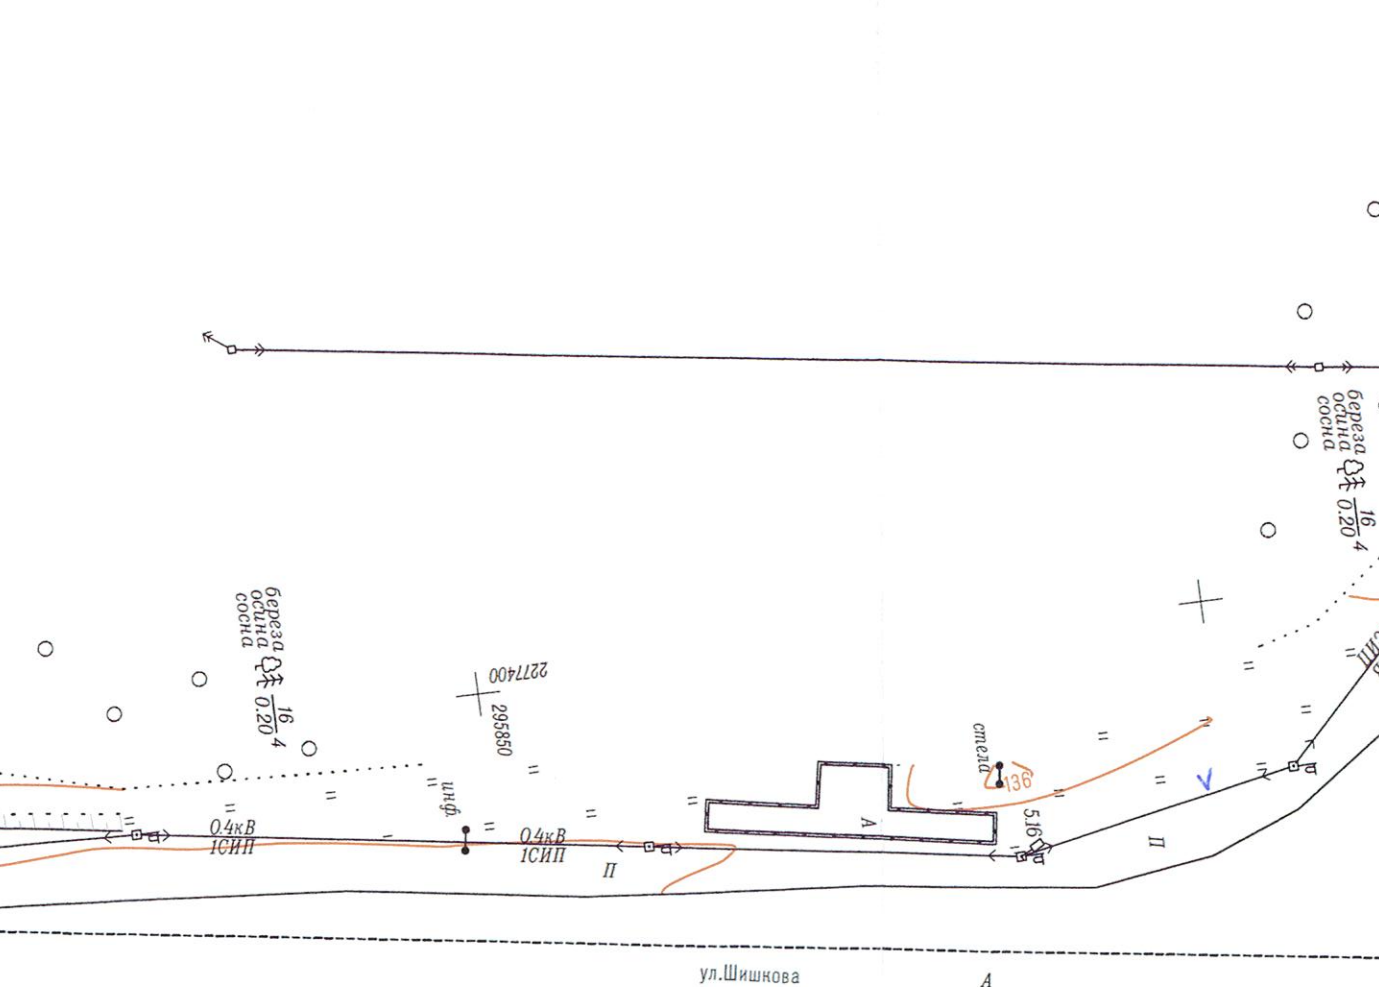 береза
осина
сосна
16
0.20
4
береза
осина
сосна
16
0.20
4
2277400
295850
стела
136
инф.
5.16
А
0.4кВ
1СИП
0.4кВ
1СИП
П
П
ул.Шишкова
А